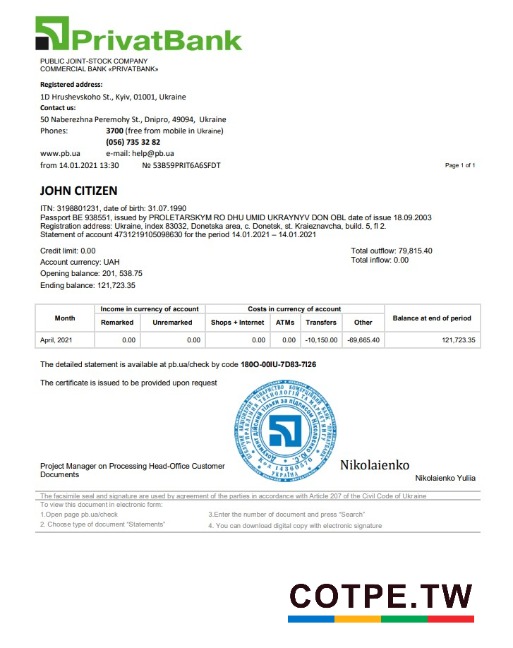 PrivatBank
PUBLIC JOINT-STOCK COMPANY
COMMERCIAL BANK «PRIVATBANK»
Registered address:
1D Hrushevskoho St., Kyiv, 01001, Ukraine
Contact us:
50 Naberezhna Peremohy St., Dnipro, 49094, Ukraine
Phones: 3700 (free from mobile in Ukraine)
(056) 735 32 82
www.pb.ua e-mail: help@pb.ua
from 14.01.2021 13:30 № 53B59PRIT6A6SFDT Page 1 of 1
JOHN CITIZEN
ITN: 3198801231, date of birth: 31.07.1990
Passport BE 938551, issued by PROLETARSKYM RO DHU UMID UKRAYNYV DON OBL date of issue 18.09.2003
Registration address: Ukraine, index 83032, Donetska area, c. Donetsk, st. Kraieznavcha, build. 5, fl 2.
Statement of account 4731219105098630 for the period 14.01.2021 – 14.01.2021
Credit limit: 0.00 Total outflow: 79,815.40
Account currency: UAH Total inflow: 0.00
Opening balance: 201, 538.75
Ending balance: 121,723.35
Month Income in currency of account Costs in currency of account Balance at end of period
Remarked Unremarked Shops + Internet ATMs Transfers Other
April, 2021 0.00 0.00 0.00 0.00 -10,150.00 -69,665.40 121,723.35
The detailed statement is available at pb.ua/check by code 180O-00IU-7D83-7I26
The certificate is issued to be provided upon request
Project Manager on Processing Head-Office Customer Documents
Nikolaienko
Nikolaienko Yuliia
The facsimile seal and signature are used by agreement of the parties in accordance with Article 207 of the Civil Code of Ukraine
To view this document in electronic form:
1.Open page pb.ua/check 3.Enter the number of document and press "Search"
2. Choose type of document "Statements" 4. You can download digital copy with electronic signature
COTPE.TW